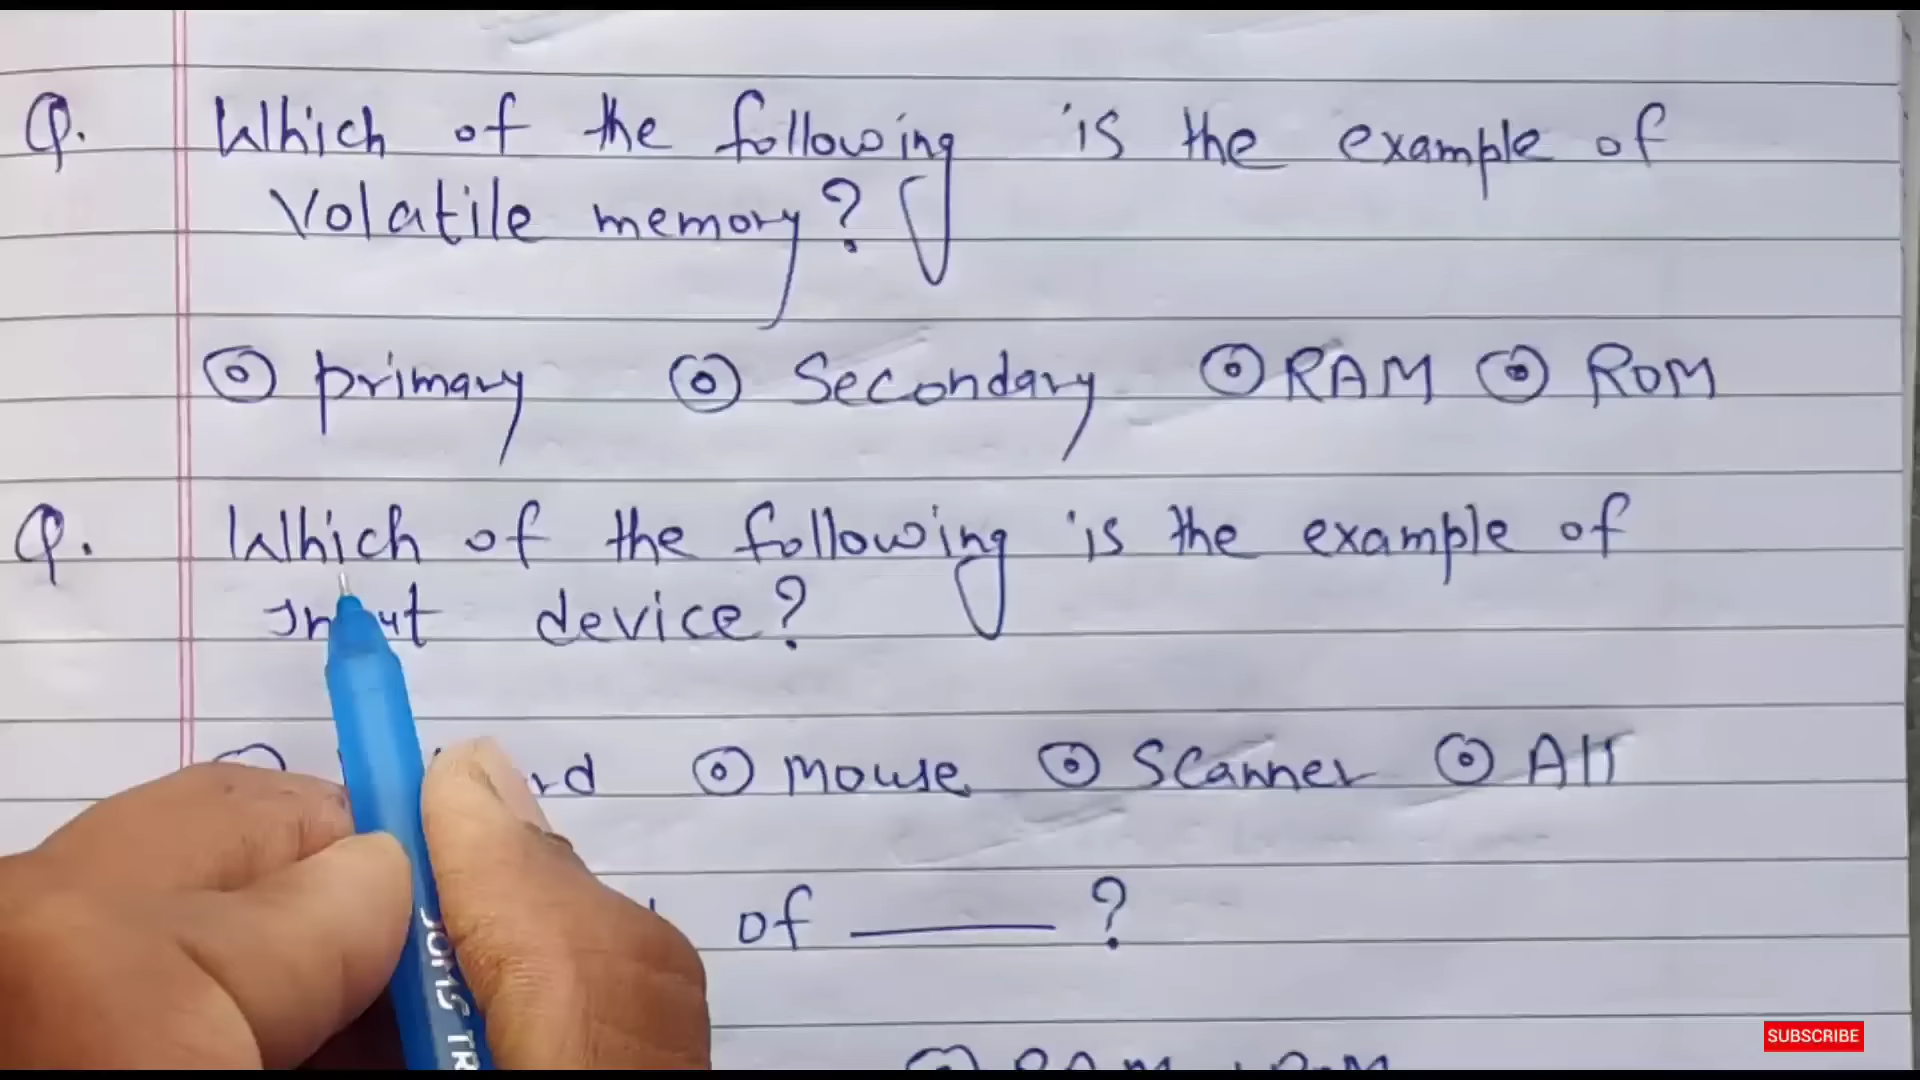 Q. Which of the following is the example of
Volatile memory?
primary Secondary RAM ROM
Q. Which of the following is the example of
device?
Mouse Scanner All
of ______ ?
SUBSCRIBE